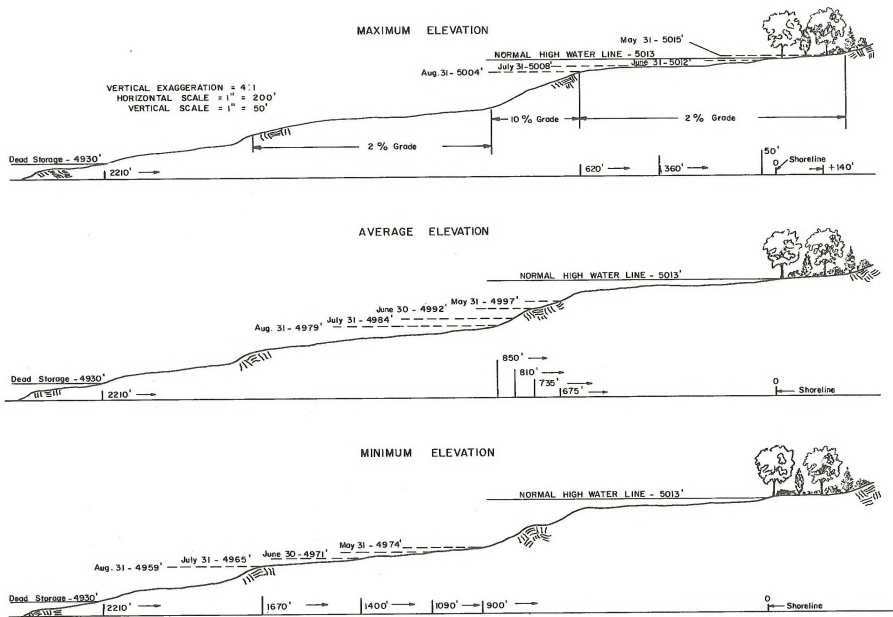 MAXIMUM ELEVATION
May 31-5015'
NORMAL HIGH WATER LINE - 5013
July 31-5008' June 31-5012'
Aug. 31-5004'
VERTICAL EXAGGERATION = 4:1
HORIZONTAL SCALE = 1" = 200'
VERTICAL SCALE = 1" = 50'
10 % Grade
2 % Grade
2 % Grade
Dead Storage - 4930'
2210'
620'
360'
50'
0
Shoreline
+140'
AVERAGE ELEVATION
NORMAL HIGH WATER LINE - 5013'
May 31 - 4997'
June 30 - 4992'
July 31 - 4984'
Aug. 31 - 4979'
Dead Storage - 4930'
850'
810'
735'
675'
2210'
0
Shoreline
MINIMUM ELEVATION
NORMAL HIGH WATER LINE - 5013'
May 31 - 4974'
June 30 - 4971'
July 31 - 4965'
Aug. 31 - 4959'
Dead Storage - 4930'
2210'
1670'
1400'
1090'
900'
0
Shoreline